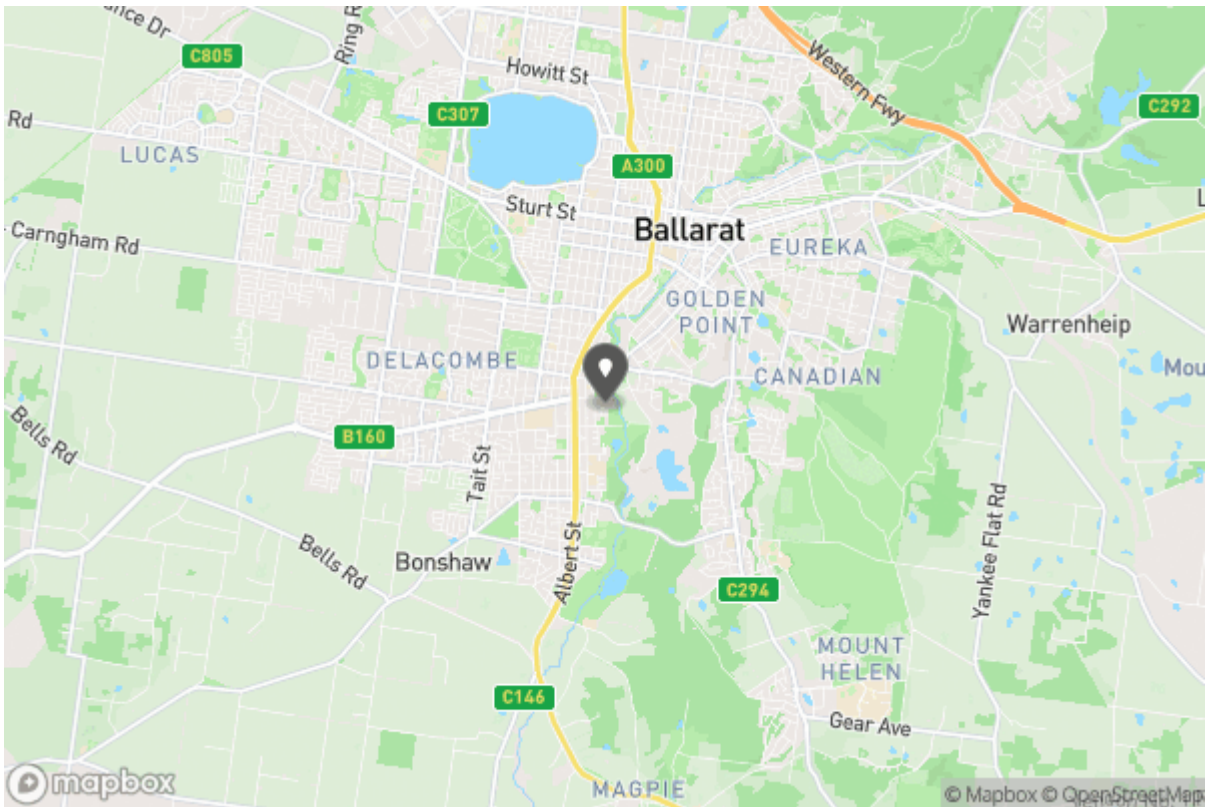 ance Dr
C805
Ring R
Howitt St
Western Fwy
C307
C292
Rd
LUCAS
A300
Sturt St
Ballarat
Carngham Rd
EUREKA
GOLDEN
POINT
Warrenheip
DELACOMBE
CANADIAN
Mou
Bells Rd
B160
Tait St
Yankee Flat Rd
Bells Rd
Bonshaw
Albert St
C294
MOUNT
HELEN
C146
Gear Ave
MAGPIE
mapbox
© Mapbox © OpenStreetMap